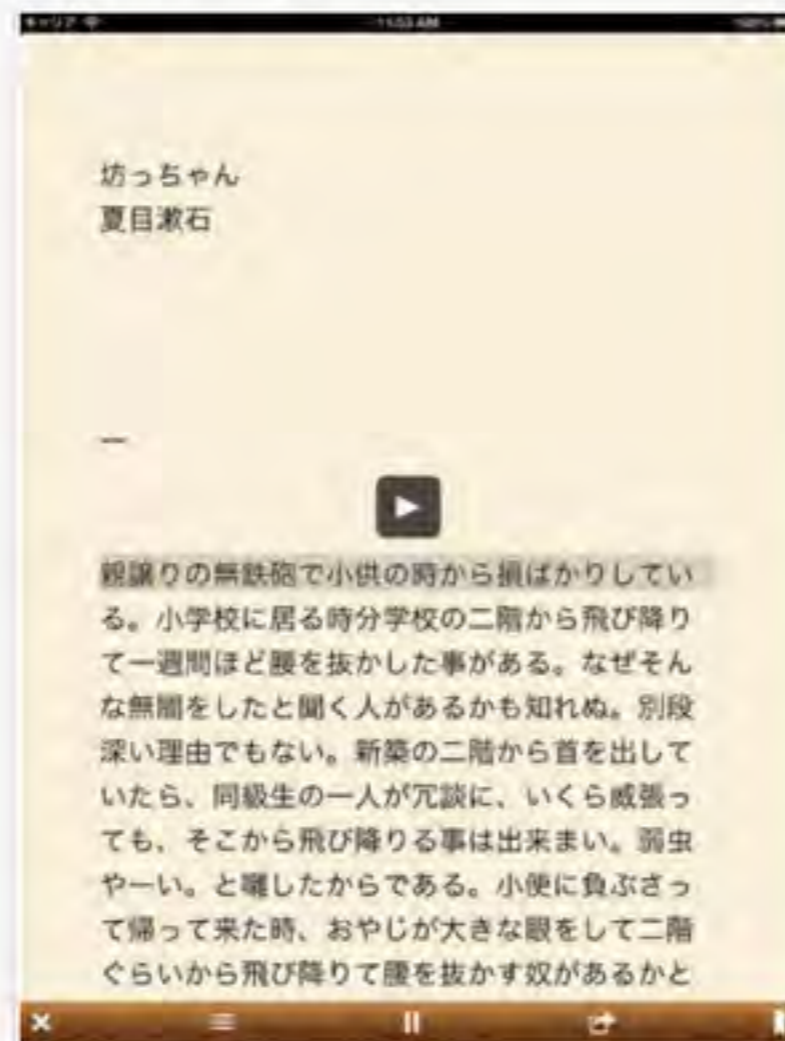 キャリア
11:53 AM
100%
坊っちゃん
夏目漱石
一
親譲りの無鉄砲で小供の時から損ばかりしてい
る。小学校に居る時分学校の二階から飛び降り
て一週間ほど腰を抜かした事がある。なぜそん
な無闇をしたと聞く人があるかも知れぬ。別段
深い理由でもない。新築の二階から首を出して
いたら、同級生の一人が冗談に、いくら威張っ
ても、そこから飛び降りる事は出来まい。弱虫
やーい。と囃したからである。小使に負ぶさっ
て帰って来た時、おやじが大きな眼をして二階
ぐらいから飛び降りて腰を抜かす奴があるかと